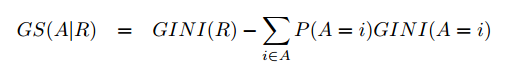 GS(A|R) = GINI(R) − ∑ P(A = i)GINI(A = i)
i∈A